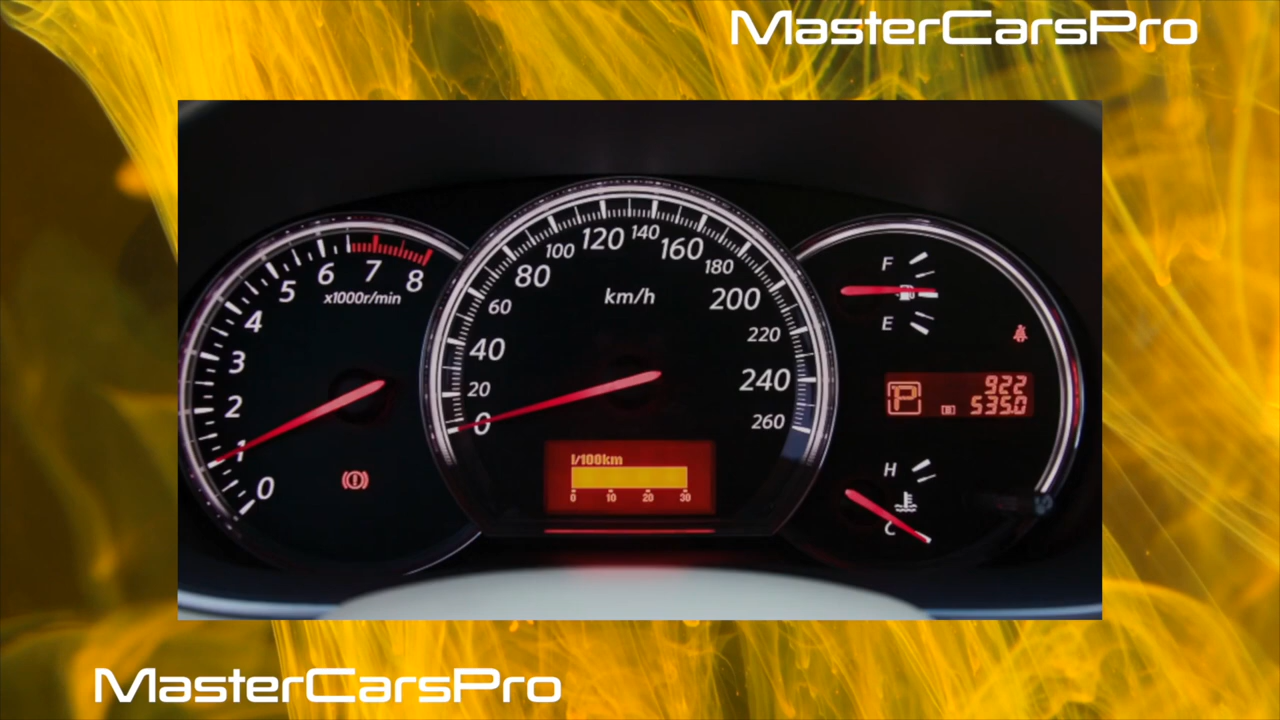 MasterCarsPro
0 1 2 3 4 5 6 7 8
x1000r/min
0 20 40 60 80 100 120 140 160 180 200 220 240 260
km/h
l/100km
0 10 20 30
F
E
P 922
535.0
H
C
MasterCarsPro